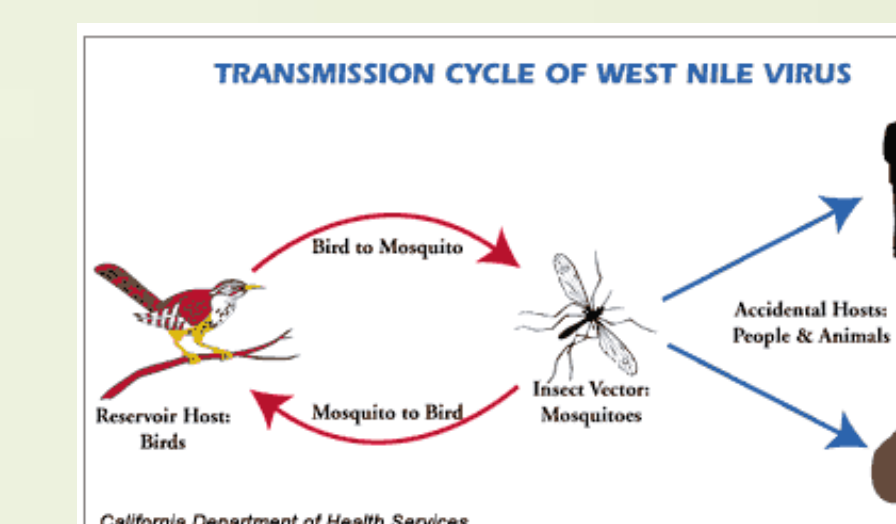 TRANSMISSION CYCLE OF WEST NILE VIRUS
Bird to Mosquito
Accidental Hosts:
People & Animals
Insect Vector:
Mosquitoes
Mosquito to Bird
Reservoir Host:
Birds
California Department of Health Services